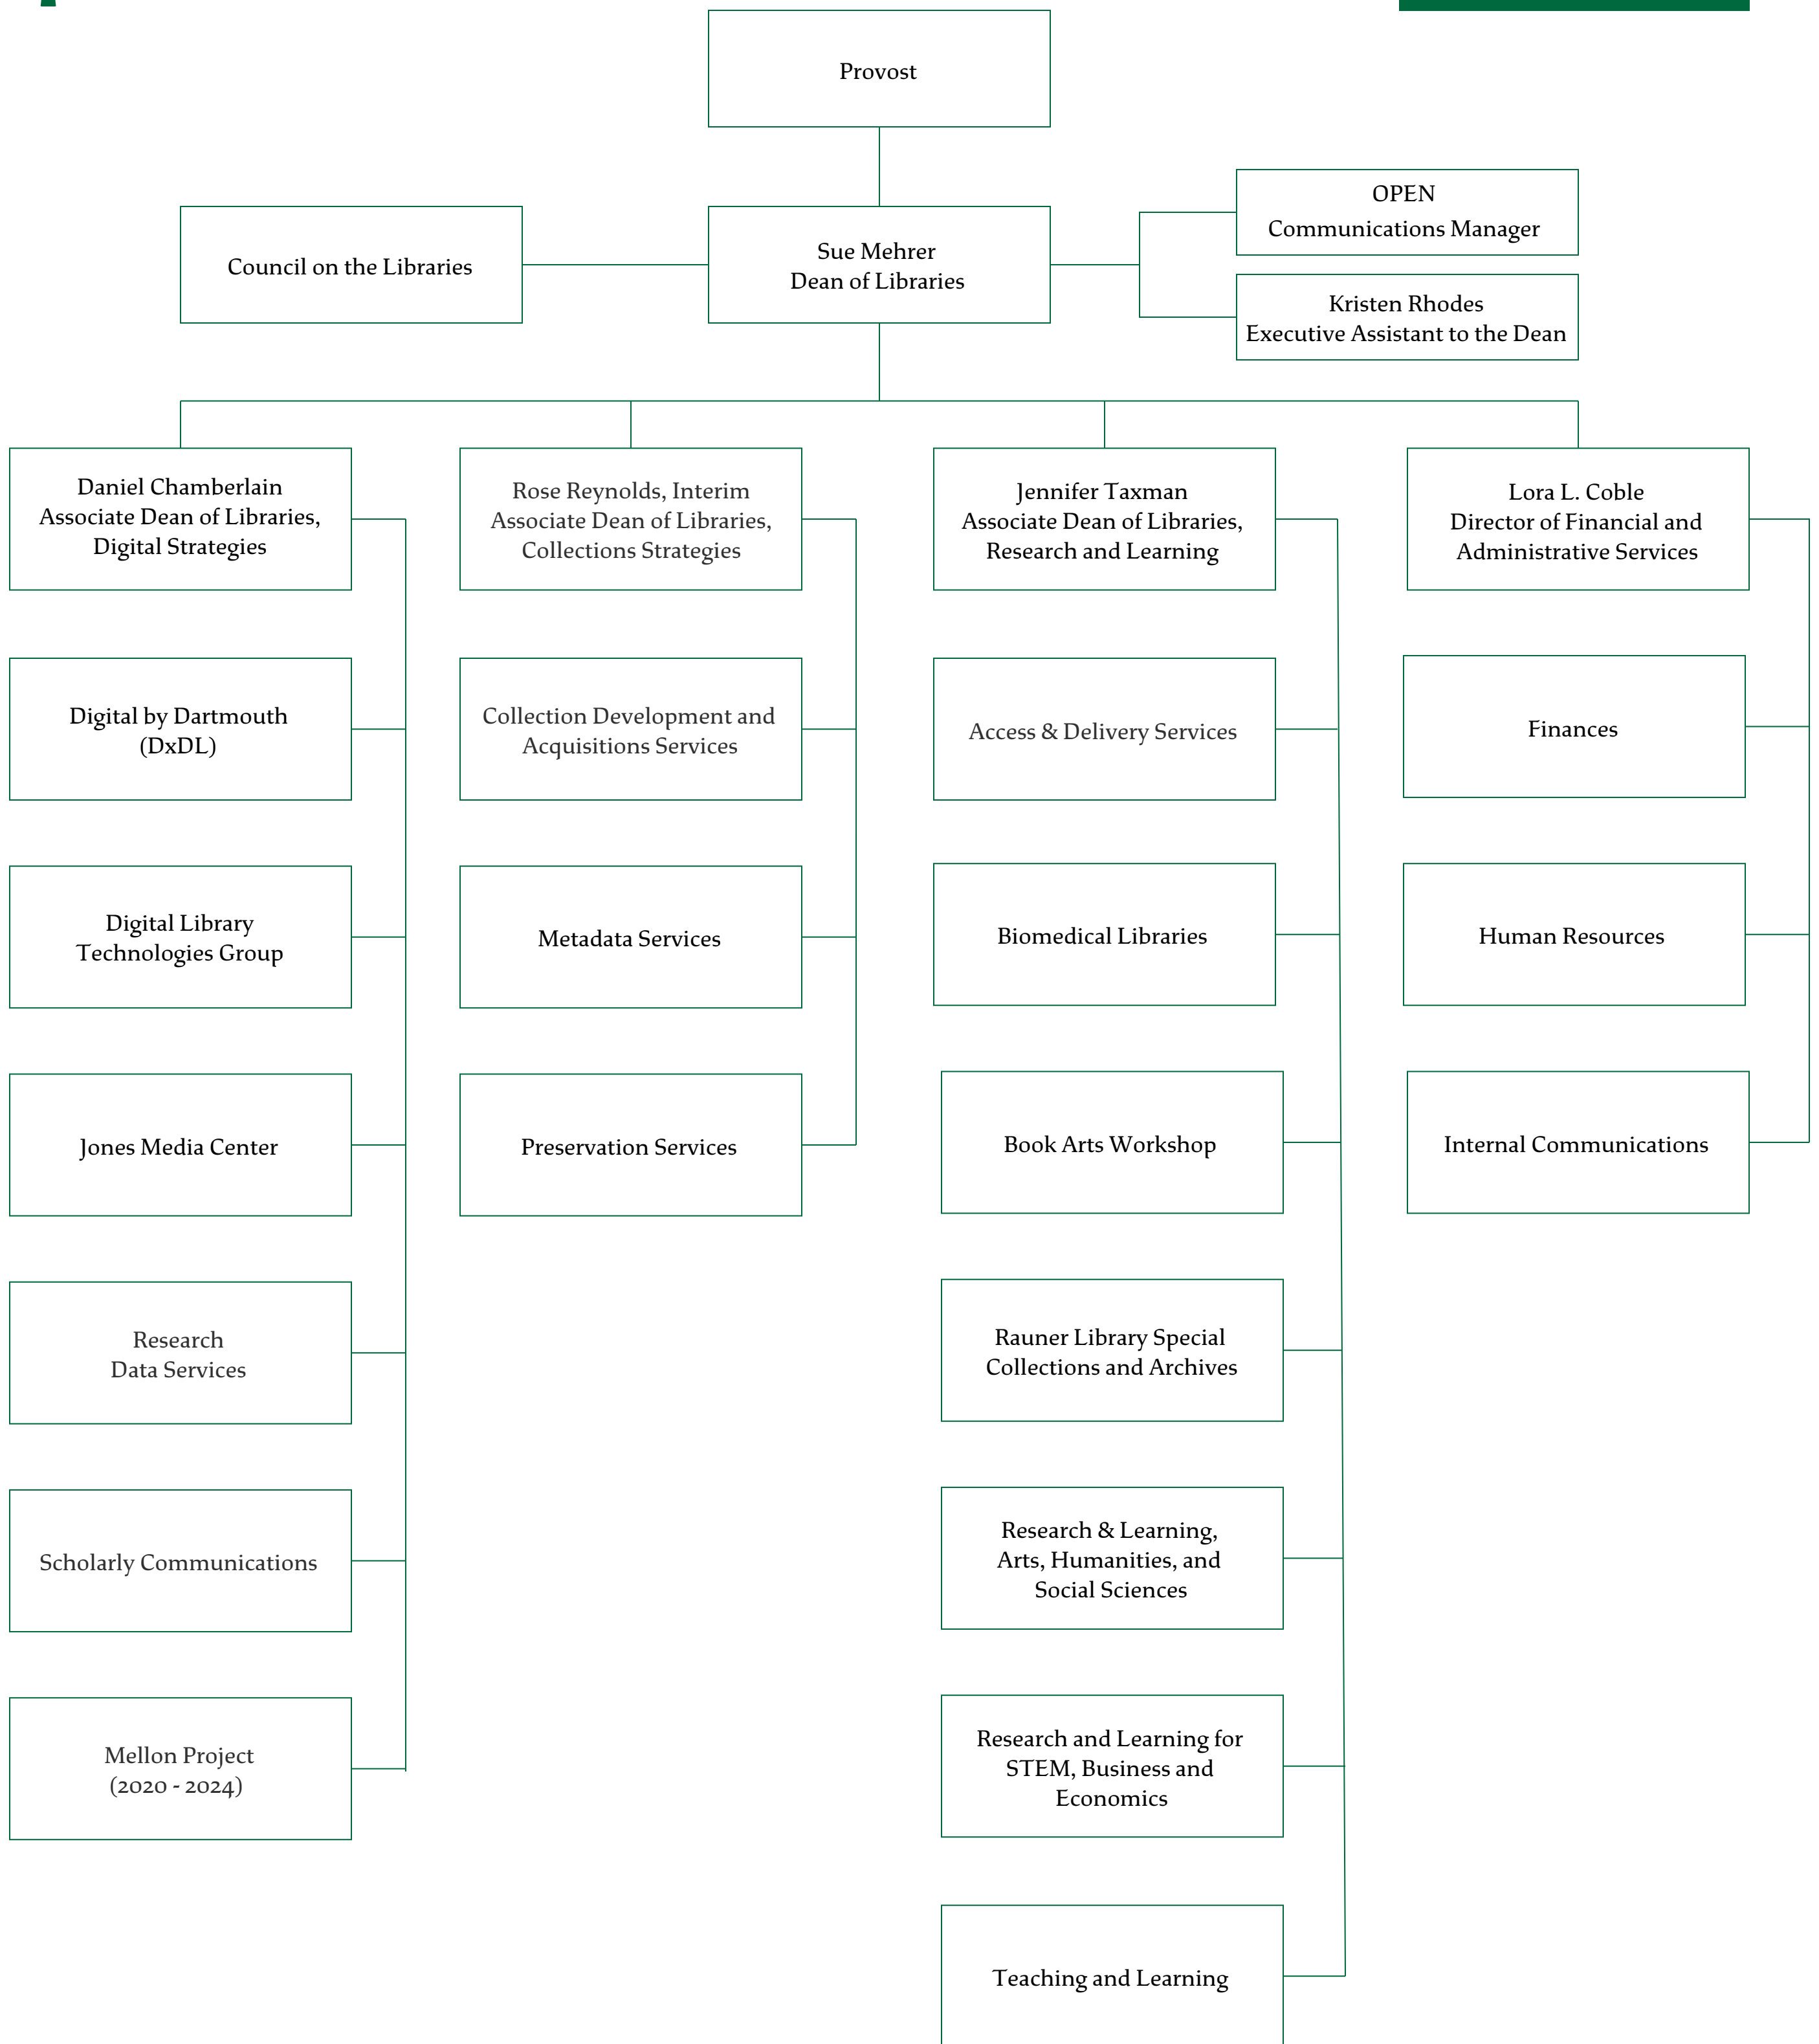 Provost
OPEN
Communications Manager
Council on the Libraries
Sue Mehrer
Dean of Libraries
Kristen Rhodes
Executive Assistant to the Dean
Daniel Chamberlain
Associate Dean of Libraries,
Digital Strategies
Rose Reynolds, Interim
Associate Dean of Libraries,
Collections Strategies
Jennifer Taxman
Associate Dean of Libraries,
Research and Learning
Lora L. Coble
Director of Financial and
Administrative Services
Digital by Dartmouth
(DxDL)
Collection Development and
Acquisitions Services
Access & Delivery Services
Finances
Digital Library
Technologies Group
Metadata Services
Biomedical Libraries
Human Resources
Jones Media Center
Preservation Services
Book Arts Workshop
Internal Communications
Research
Data Services
Rauner Library Special
Collections and Archives
Scholarly Communications
Research & Learning,
Arts, Humanities, and
Social Sciences
Mellon Project
(2020 - 2024)
Research and Learning for
STEM, Business and
Economics
Teaching and Learning